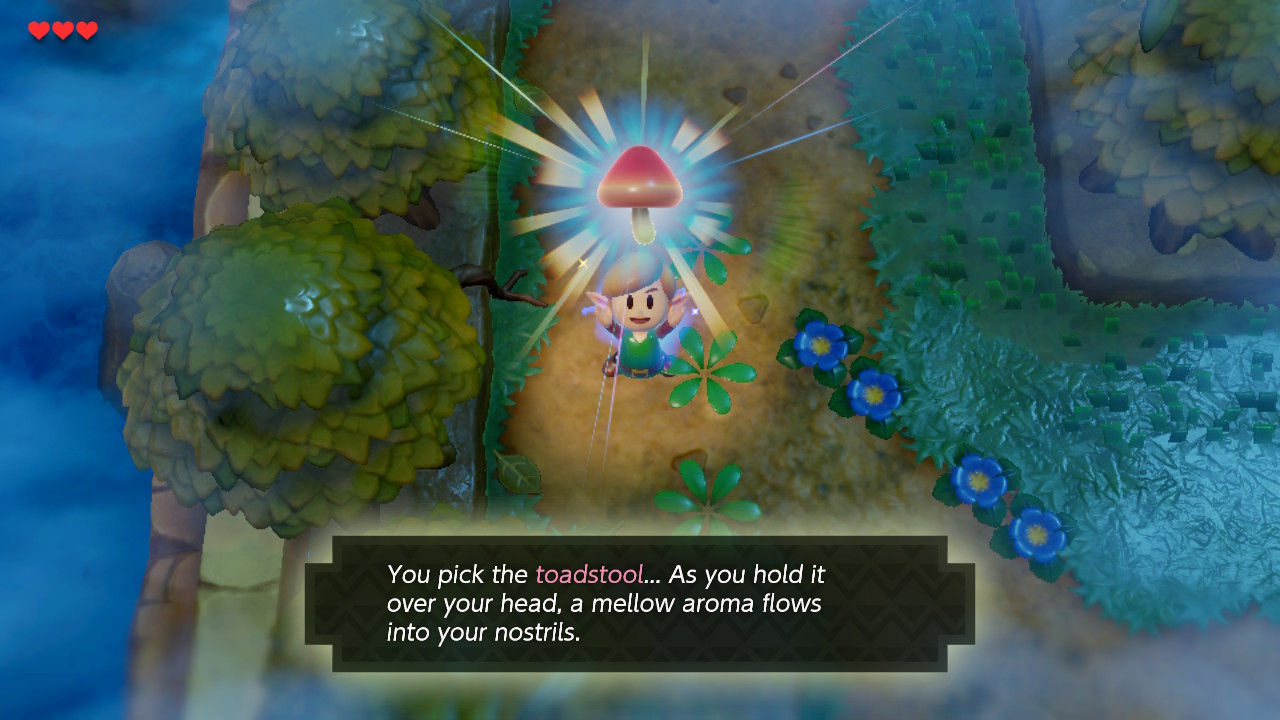 You pick the toadstool... As you hold it
over your head, a mellow aroma flows
into your nostrils.